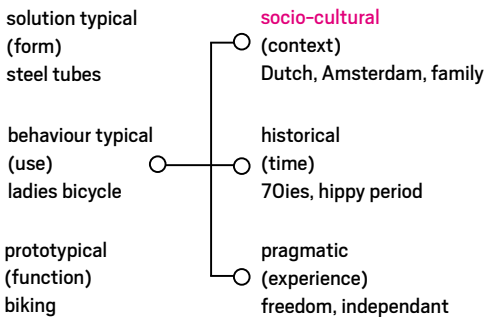 solution typical
(form)
steel tubes
behaviour typical
(use)
ladies bicycle
prototypical
(function)
biking
socio-cultural
(context)
Dutch, Amsterdam, family
historical
(time)
70ies, hippy period
pragmatic
(experience)
freedom, independant